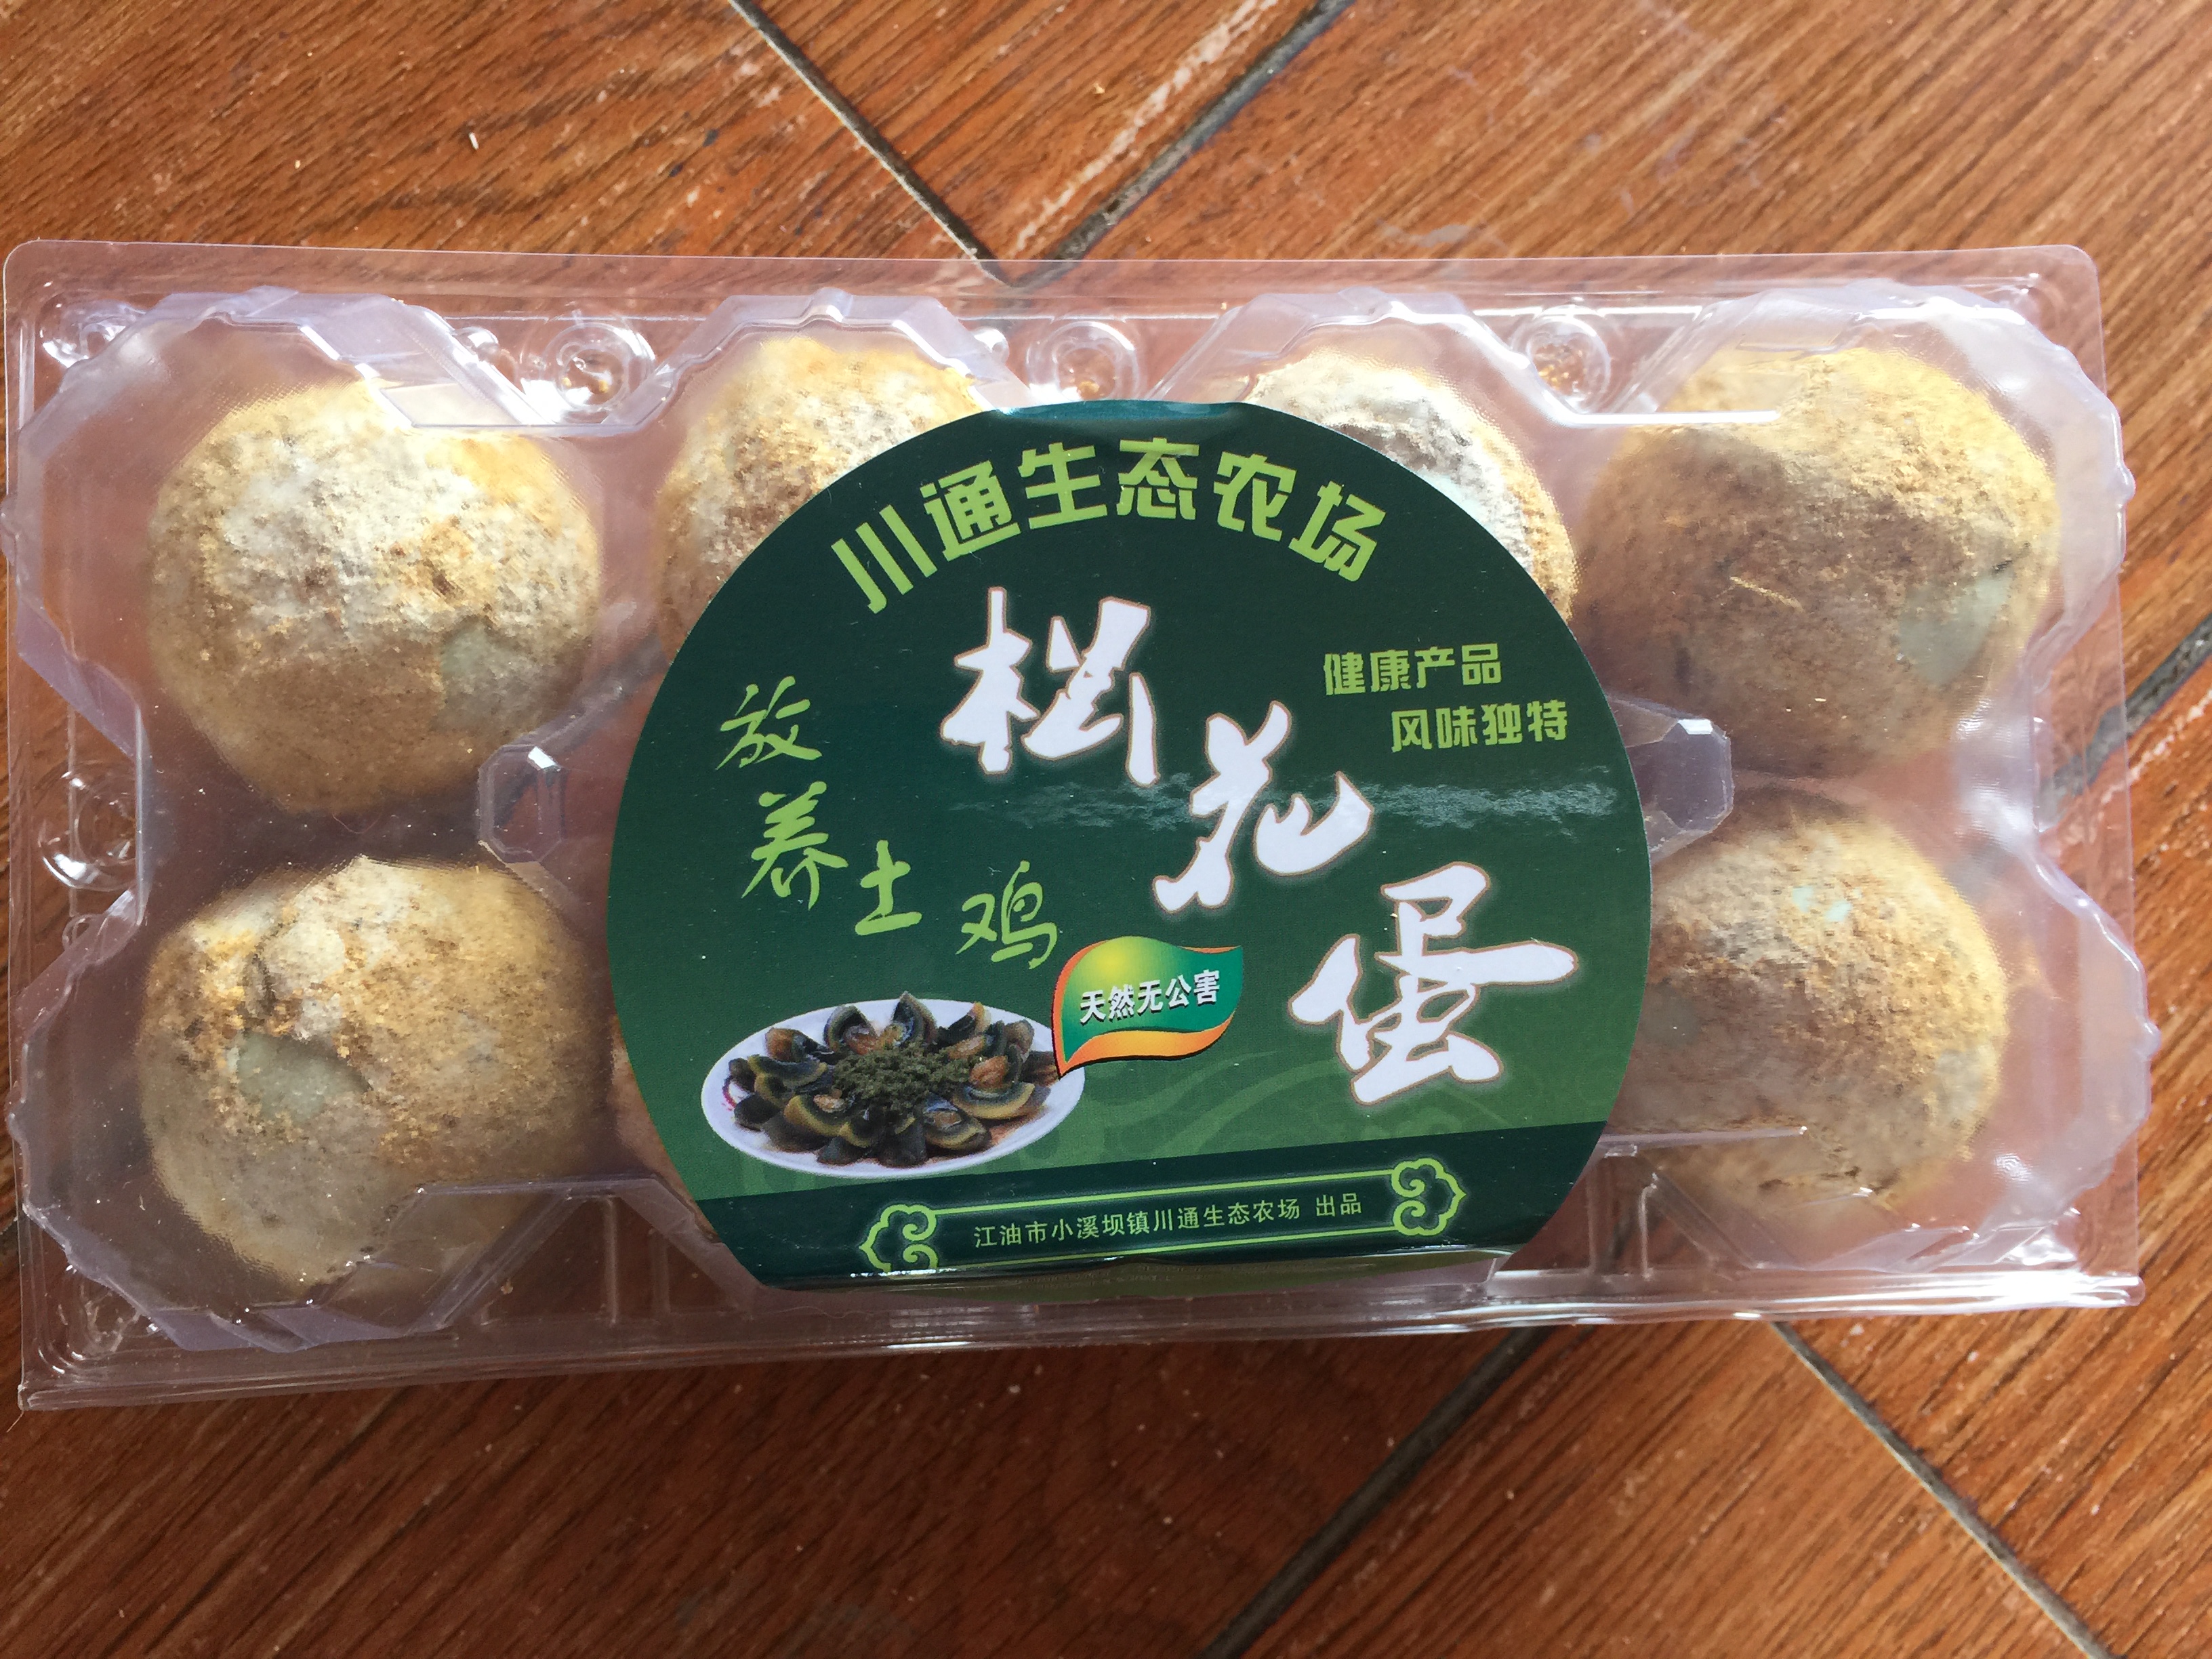 川通生态农场
松花蛋
健康产品
风味独特
放养土鸡
天然无公害
江油市小溪坝镇川通生态农场 出品